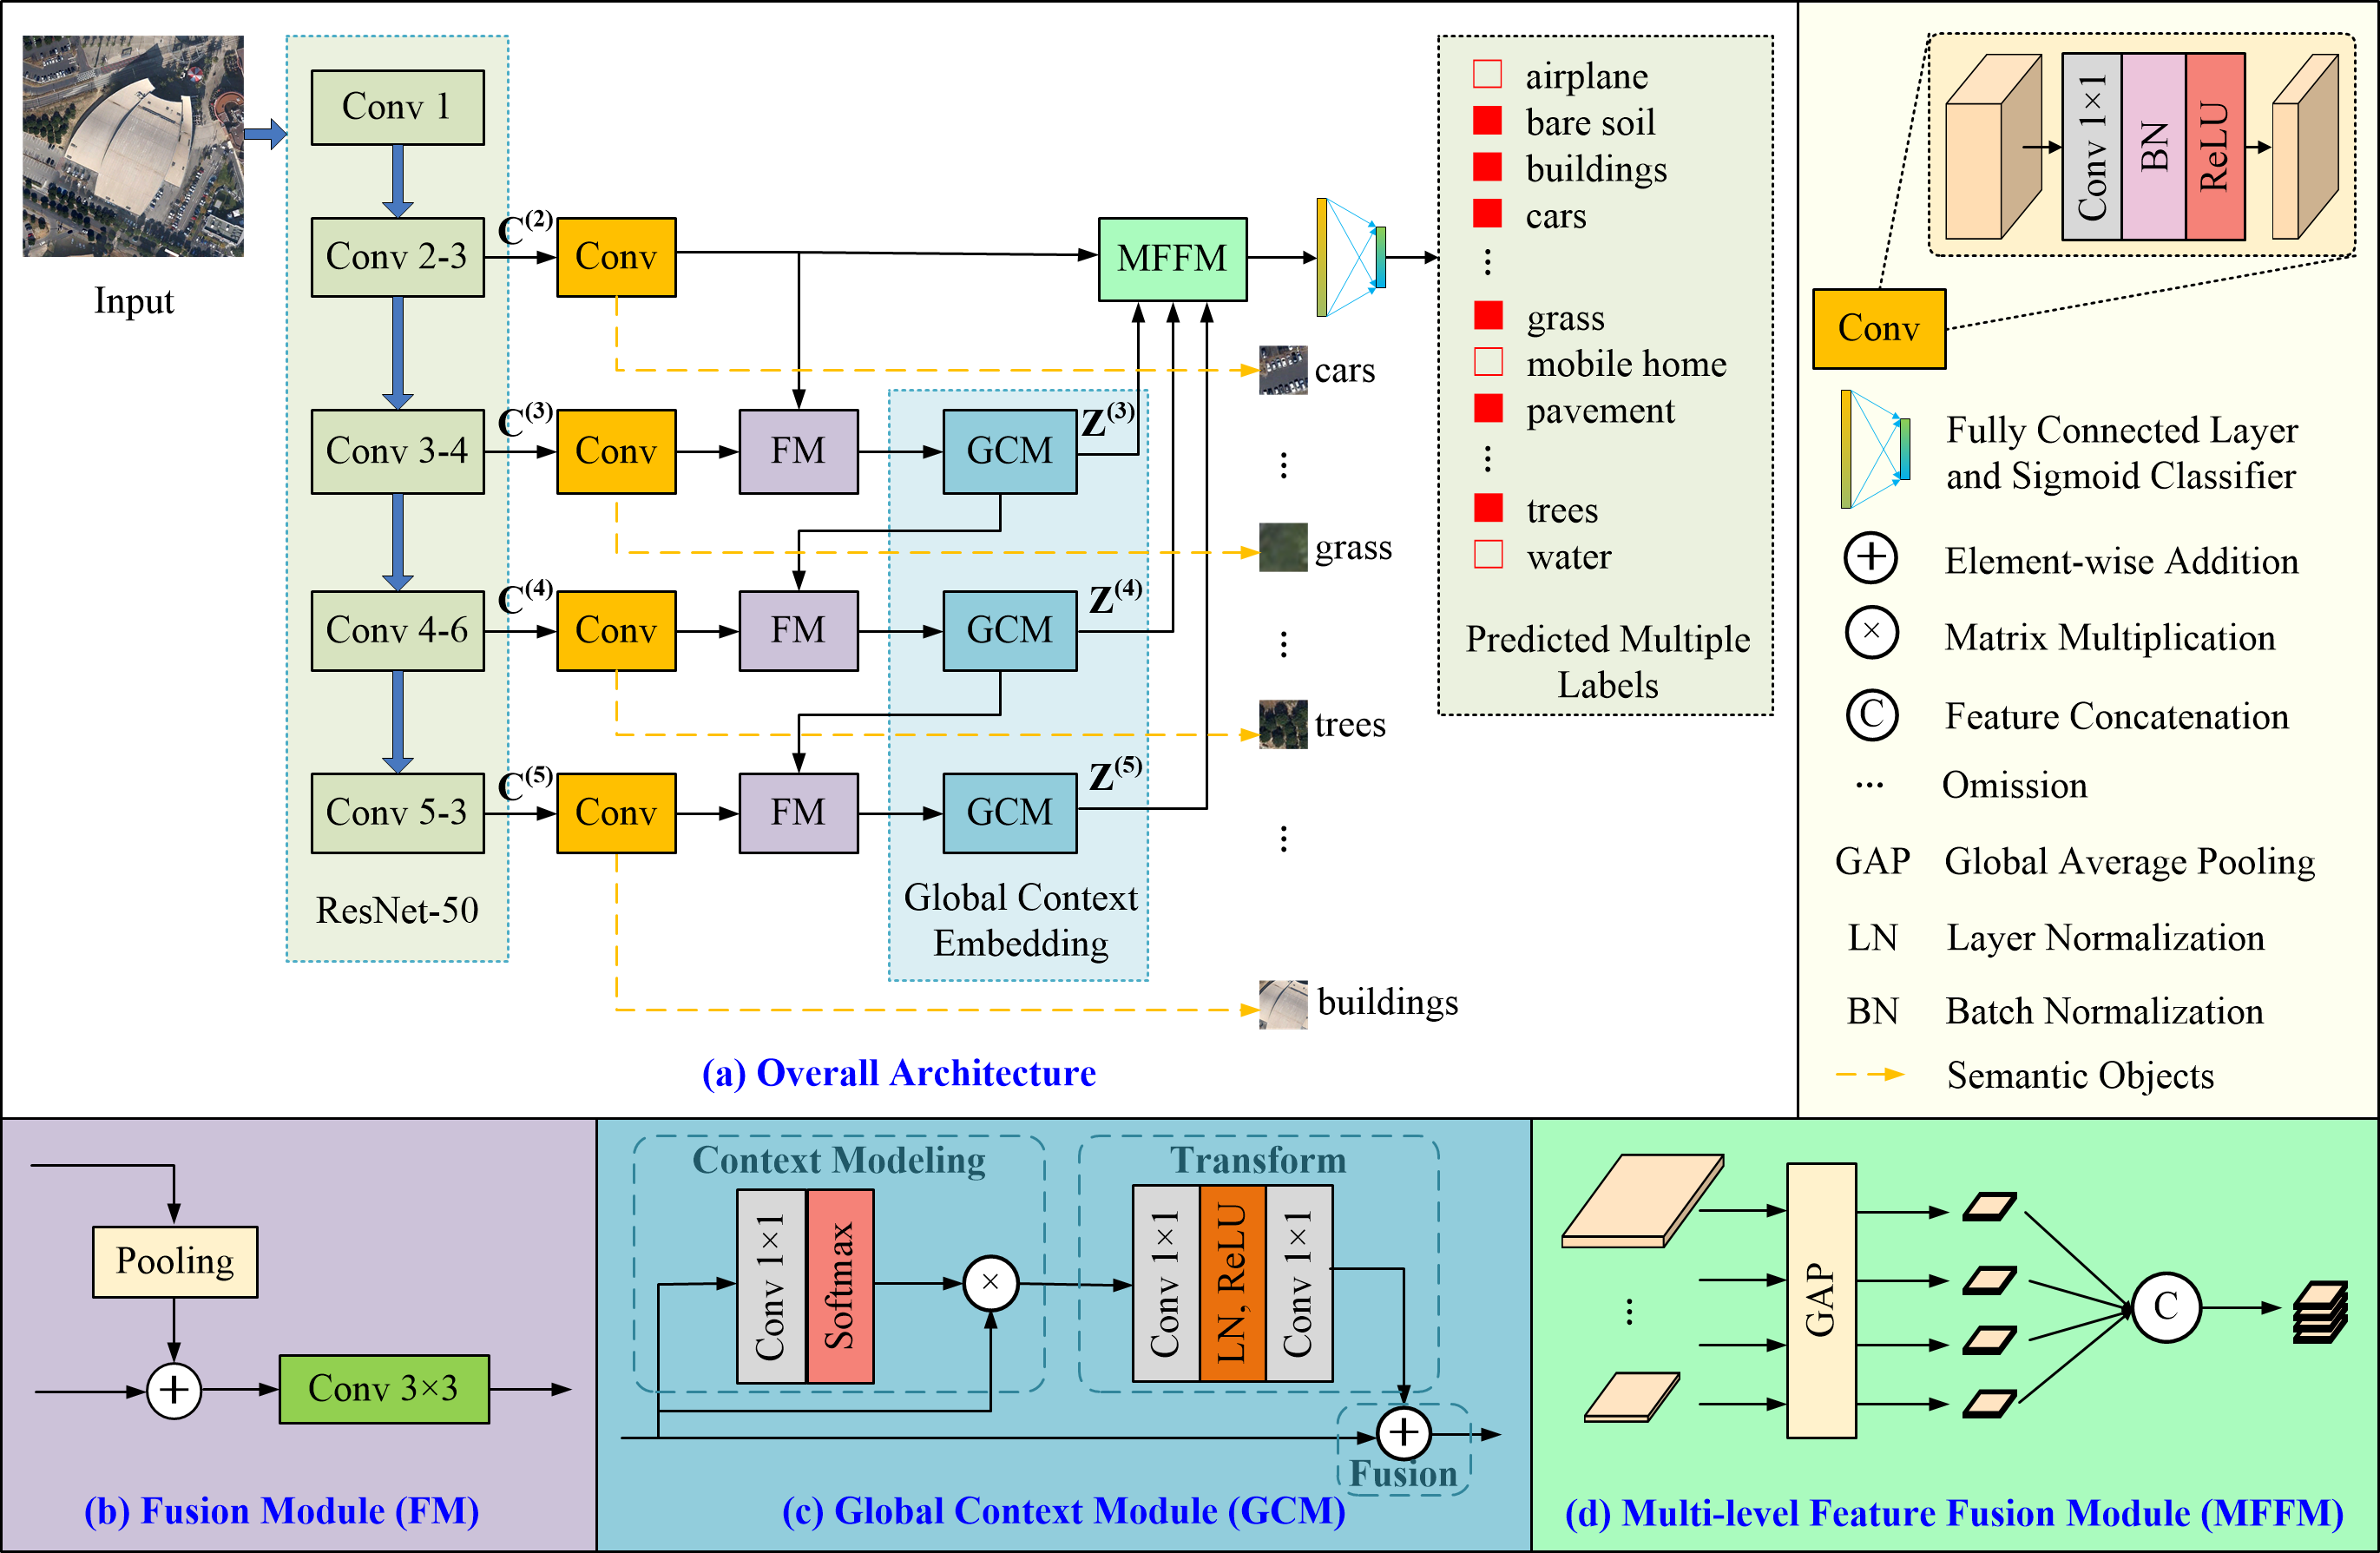 Input
Conv 1
Conv 2-3
Conv 3-4
Conv 4-6
Conv 5-3
ResNet-50
C(2)
C(3)
C(4)
C(5)
Conv
Conv
Conv
Conv
FM
FM
FM
GCM
GCM
GCM
Z(3)
Z(4)
Z(5)
Global Context
Embedding
MFFM
cars
⋮
grass
⋮
trees
⋮
buildings
airplane
bare soil
buildings
cars
⋮
grass
mobile home
pavement
⋮
trees
water
Predicted Multiple
Labels
(a) Overall Architecture
Conv 1×1
BN
ReLU
Conv
Fully Connected Layer
and Sigmoid Classifier
+ Element-wise Addition
× Matrix Multiplication
C Feature Concatenation
··· Omission
GAP Global Average Pooling
LN Layer Normalization
BN Batch Normalization
Semantic Objects
Pooling
+
Conv 3×3
(b) Fusion Module (FM)
Context Modeling
Conv 1×1
Softmax
×
Transform
Conv 1×1
LN, ReLU
Conv 1×1
+
Fusion
(c) Global Context Module (GCM)
⋮
GAP
C
(d) Multi-level Feature Fusion Module (MFFM)